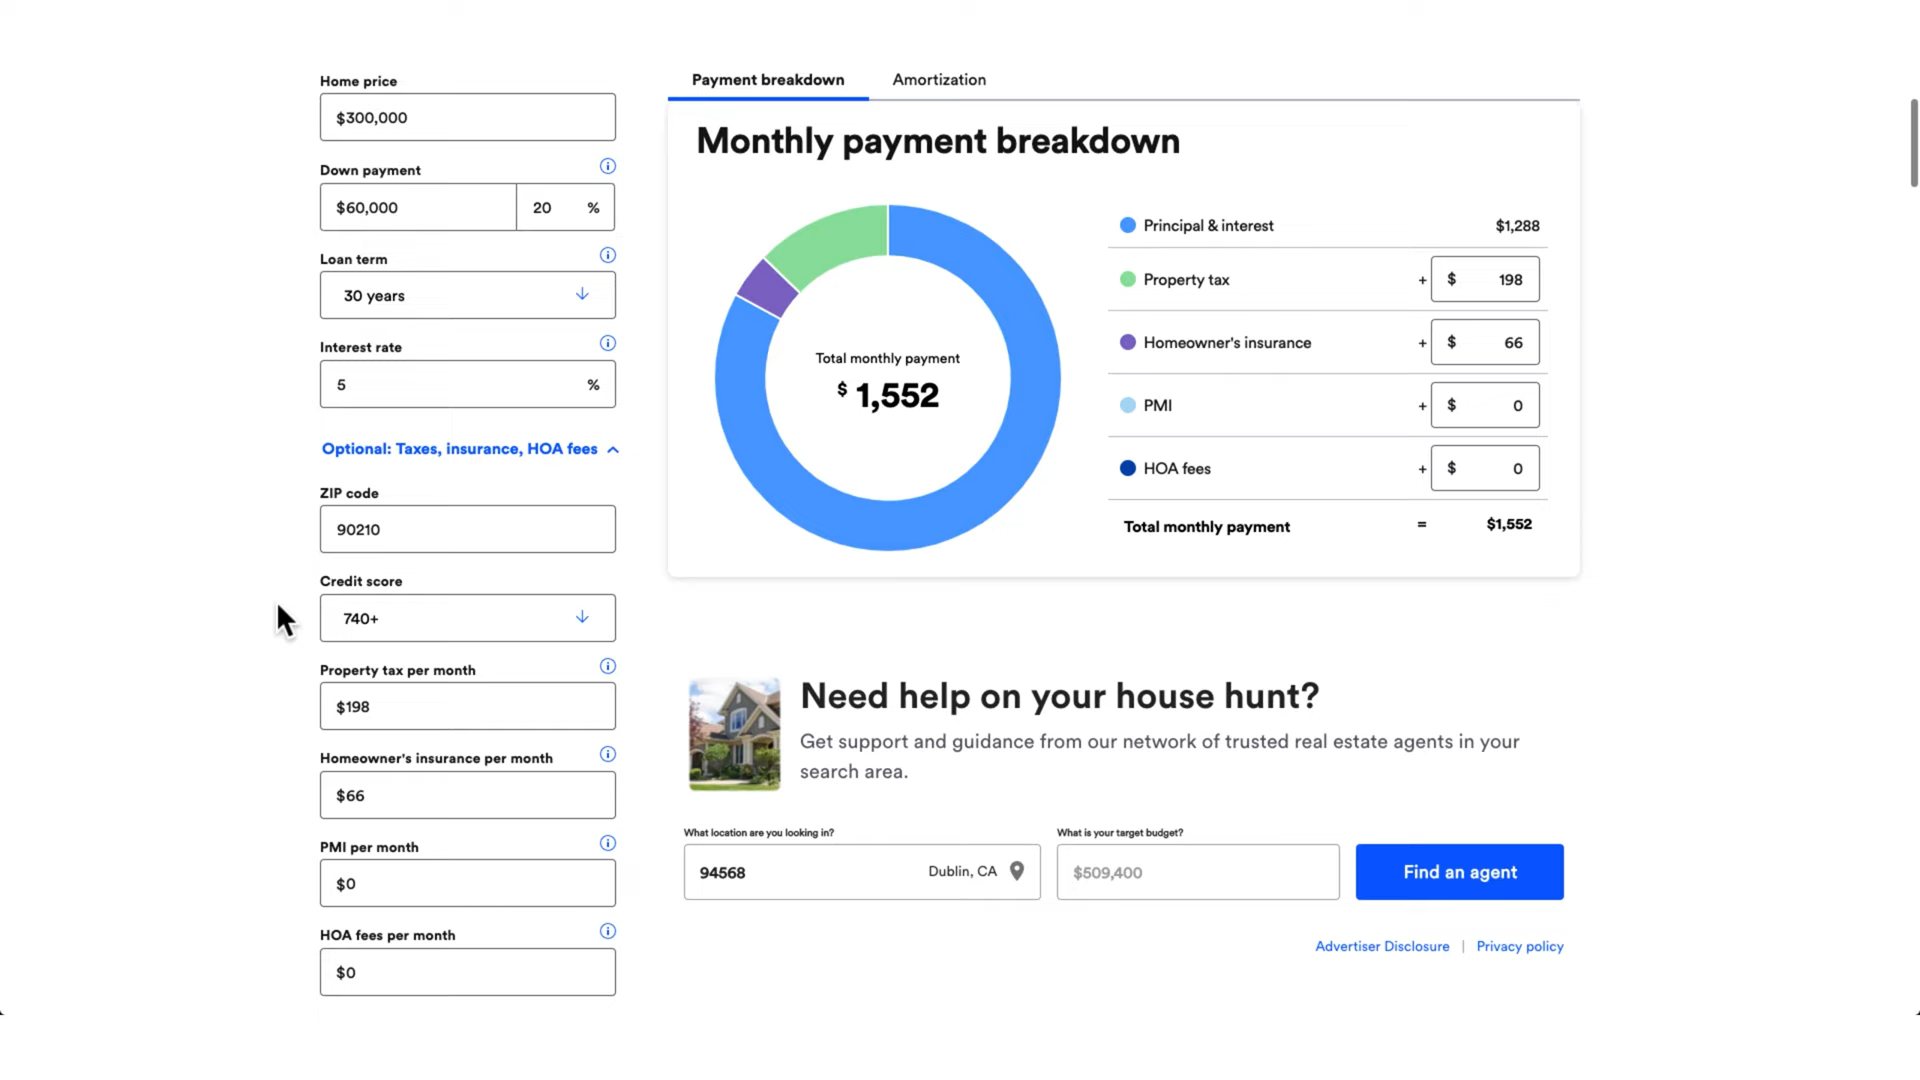 Home price
$300,000
Down payment
$60,000 20 %
Loan term
30 years
Interest rate
5 %
Optional: Taxes, insurance, HOA fees
ZIP code
90210
Credit score
740+
Property tax per month
$198
Homeowner's insurance per month
$66
PMI per month
$0
HOA fees per month
$0
Payment breakdown Amortization
Monthly payment breakdown
Total monthly payment
$ 1,552
Principal & interest $1,288
Property tax + $ 198
Homeowner's insurance + $ 66
PMI + $ 0
HOA fees + $ 0
Total monthly payment = $1,552
Need help on your house hunt?
Get support and guidance from our network of trusted real estate agents in your
search area.
What location are you looking in? What is your target budget?
94568 Dublin, CA $509,400 Find an agent
Advertiser Disclosure | Privacy policy